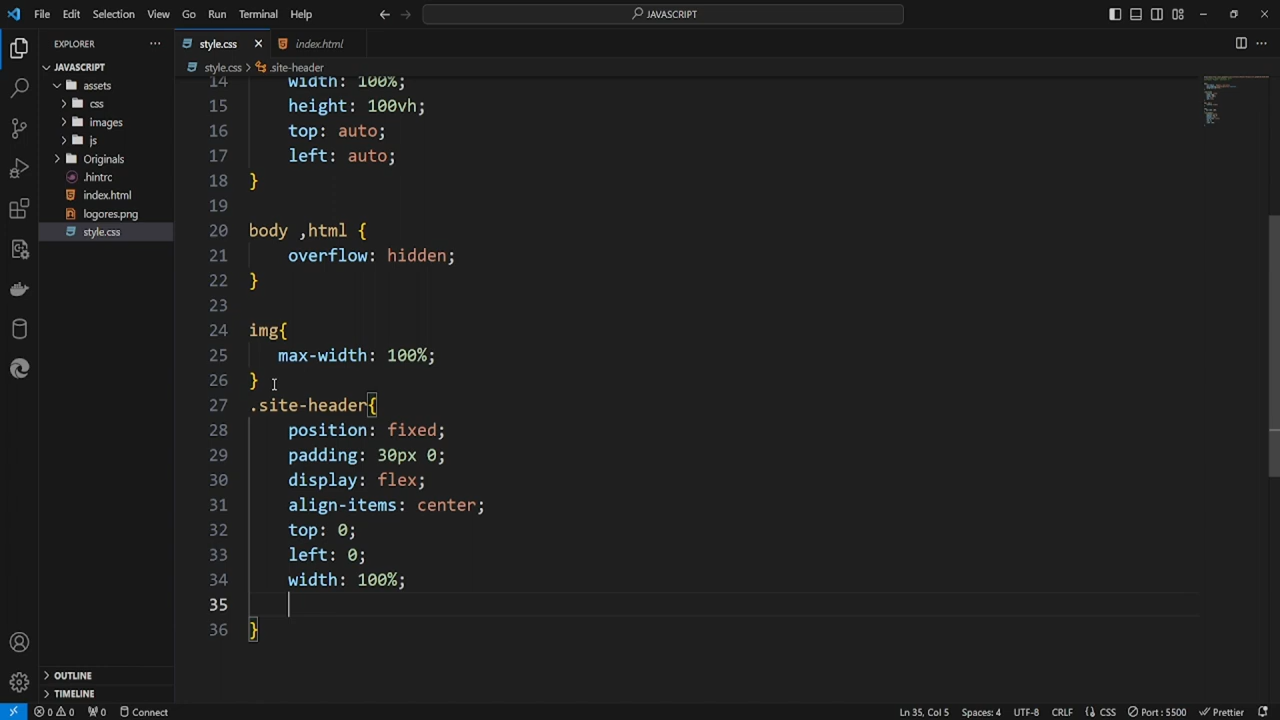 File Edit Selection View Go Run Terminal Help JAVASCRIPT
EXPLORER
style.css
index.html
JAVASCRIPT
assets
css
images
js
Originals
.hintrc
index.html
logores.png
style.css
OUTLINE
TIMELINE
style.css > .site-header
14 width: 100%;
15 height: 100vh;
16 top: auto;
17 left: auto;
18 }
19
20 body ,html {
21 overflow: hidden;
22 }
23
24 img{
25 max-width: 100%;
26 }
27 .site-header{
28 position: fixed;
29 padding: 30px 0;
30 display: flex;
31 align-items: center;
32 top: 0;
33 left: 0;
34 width: 100%;
35
36 }
0 0 0 Connect Ln 35, Col 5 Spaces: 4 UTF-8 CRLF {} CSS Port : 5500 Prettier